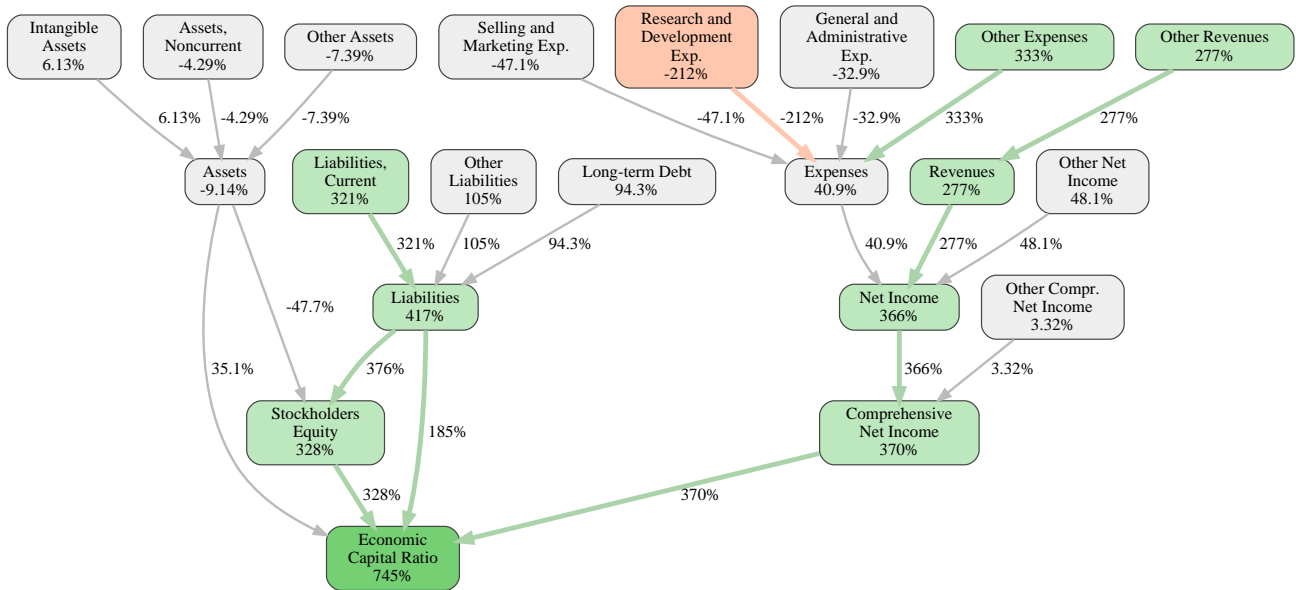 Intangible
Assets
6.13%
Assets,
Noncurrent
-4.29%
Other Assets
-7.39%
Selling and
Marketing Exp.
-47.1%
Research and
Development
Exp.
-212%
General and
Administrative
Exp.
-32.9%
Other Expenses
333%
Other Revenues
277%
6.13%
-4.29%
-7.39%
-47.1%
-212%
-32.9%
333%
277%
Assets
-9.14%
Liabilities,
Current
321%
Other
Liabilities
105%
Long-term Debt
94.3%
Expenses
40.9%
Revenues
277%
Other Net
Income
48.1%
321%
105%
94.3%
40.9%
277%
48.1%
-47.7%
Liabilities
417%
Net Income
366%
Other Compr.
Net Income
3.32%
35.1%
376%
366%
3.32%
Stockholders
Equity
328%
185%
Comprehensive
Net Income
370%
328%
370%
Economic
Capital Ratio
745%